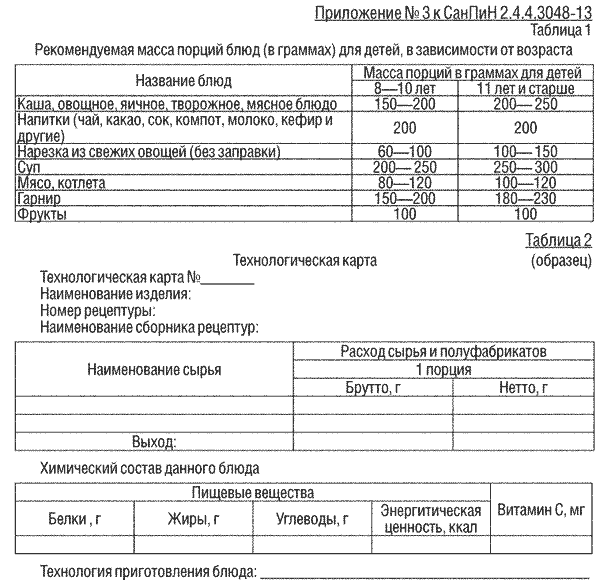 Приложение № 3 к СанПиН 2.4.4.3048-13
Таблица 1
Рекомендуемая масса порций блюд (в граммах) для детей, в зависимости от возраста
Название блюд
Масса порций в граммах для детей
8—10 лет 11 лет и старше
Каша, овощное, яичное, творожное, мясное блюдо 150—200 200—250
Напитки (чай, какао, сок, компот, молоко, кефир и
другие) 200 200
Нарезка из свежих овощей (без заправки) 60—100 100—150
Суп 200—250 250—300
Мясо, котлета 80—120 100—120
Гарнир 150—200 180—230
Фрукты 100 100
Таблица 2
Технологическая карта (образец)
Технологическая карта №________
Наименование изделия:
Номер рецептуры:
Наименование сборника рецептур:
Наименование сырья
Расход сырья и полуфабрикатов
1 порция
Брутто, г Нетто, г
Выход:
Химический состав данного блюда
Пищевые вещества
Витамин С, мг
Белки , г Жиры, г Углеводы, г Энергитическая
ценность, ккал
Технология приготовления блюда: ________________